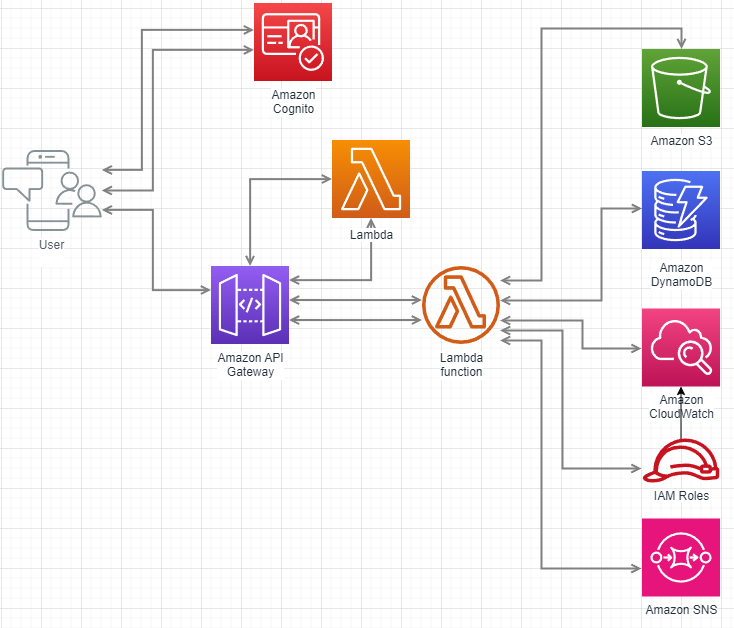 Amazon
Cognito
Amazon S3
User
Lambda
Amazon
DynamoDB
</>
Amazon API
Gateway
Lambda
function
Amazon
CloudWatch
IAM Roles
Amazon SNS